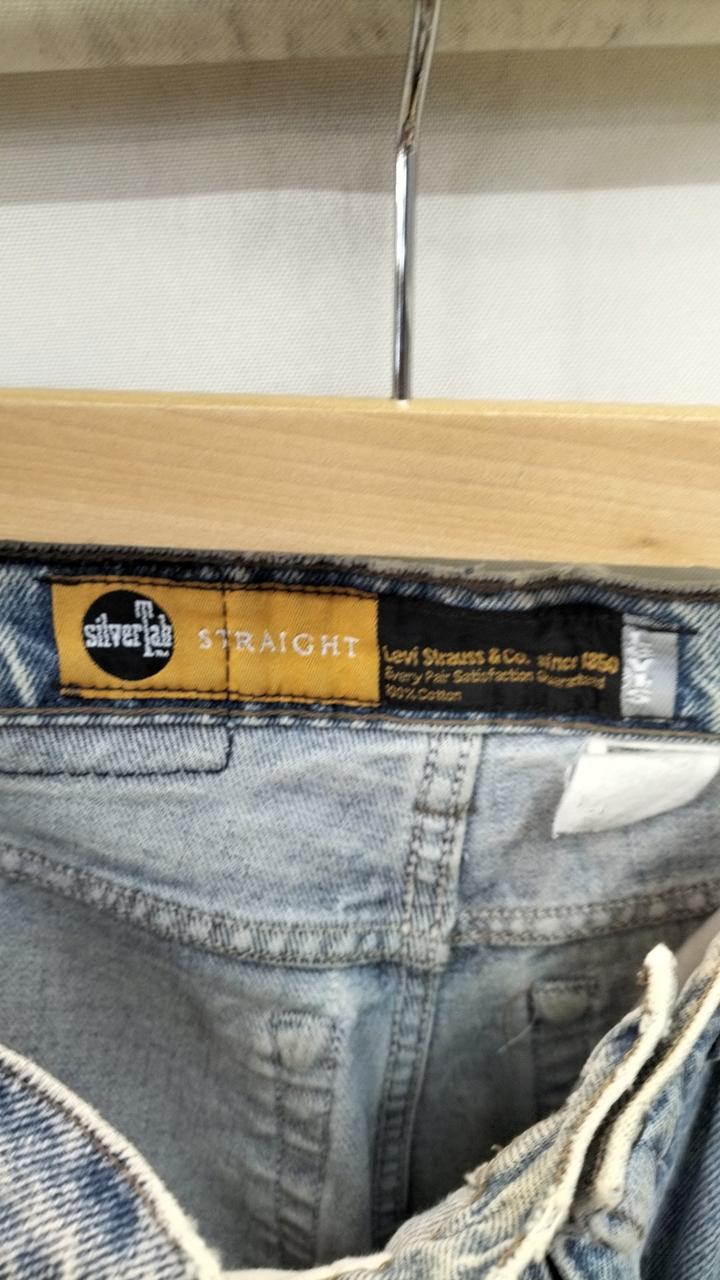 silverTab
STRAIGHT
Levi Strauss & Co. since 1850
Every Pair Satisfaction Guaranteed
100% Cotton